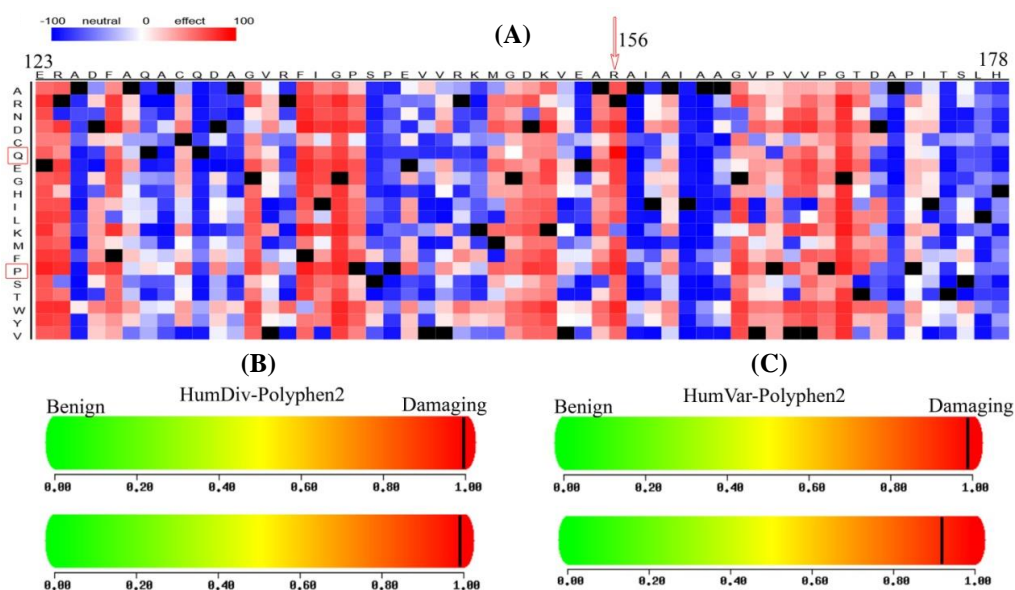 -100 neutral 0 effect 100
(A)
156
123
178
E R A D F A Q A C Q D A G V R F I G P S P E V V R K M G D K V E A R A I A I A A G V P V V P G T D A P I T S L H
A
R
N
D
C
Q
E
G
H
I
L
K
M
F
P
S
T
W
Y
V
(B)
HumDiv-Polyphen2
Benign
Damaging
0.00 0.20 0.40 0.60 0.80 1.00
0.00 0.20 0.40 0.60 0.80 1.00
(C)
HumVar-Polyphen2
Benign
Damaging
0.00 0.20 0.40 0.60 0.80 1.00
0.00 0.20 0.40 0.60 0.80 1.00